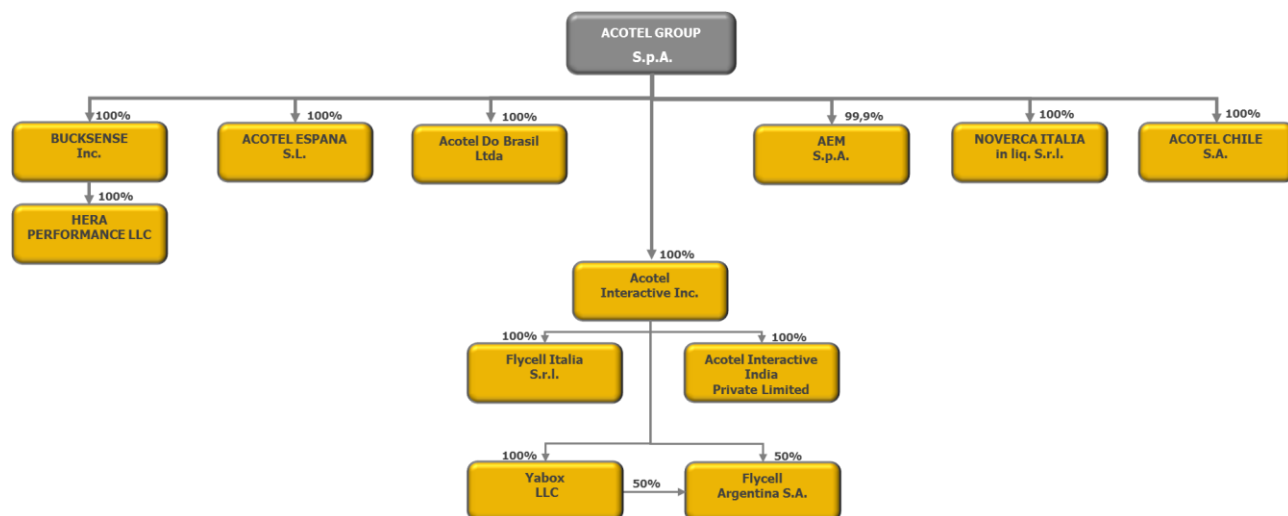 ACOTEL GROUP
S.p.A.
100%
100%
100%
99,9%
100%
100%
BUCKSENSE
Inc.
ACOTEL ESPANA
S.L.
Acotel Do Brasil
Ltda
AEM
S.p.A.
NOVERCA ITALIA
in liq. S.r.l.
ACOTEL CHILE
S.A.
100%
HERA
PERFORMANCE LLC
100%
Acotel
Interactive Inc.
100%
100%
Flycell Italia
S.r.l.
Acotel Interactive
India
Private Limited
100%
50%
Yabox
LLC
50%
Flycell
Argentina S.A.